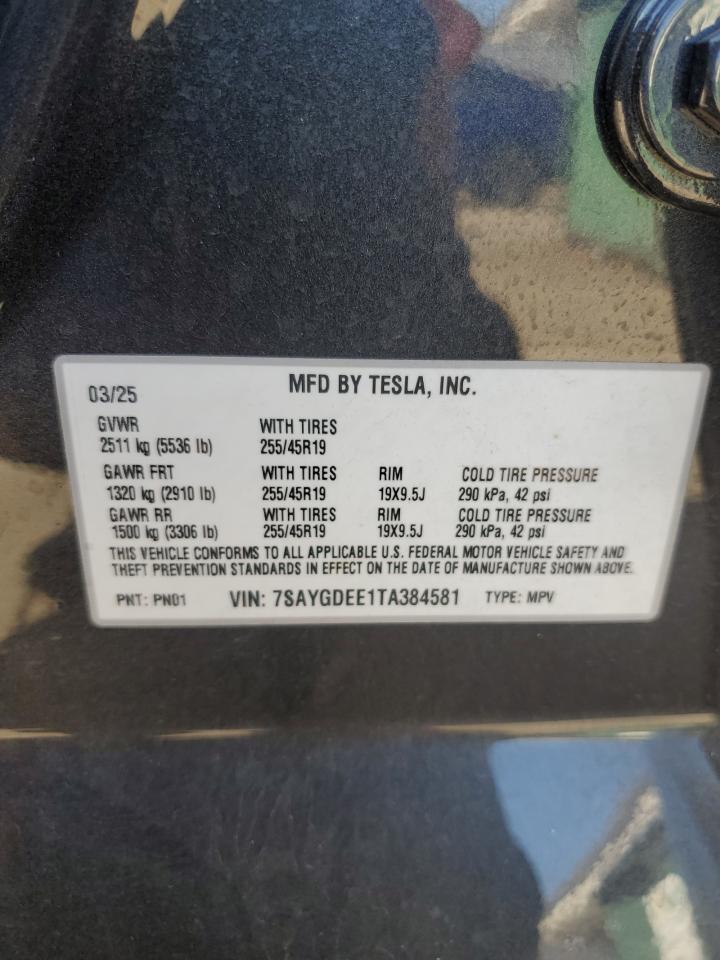 03/25 MFD BY TESLA, INC.
GVWR WITH TIRES
2511 kg (5536 lb) 255/45R19
GAWR FRT WITH TIRES RIM COLD TIRE PRESSURE
1320 kg (2910 lb) 255/45R19 19X9.5J 290 kPa, 42 psi
GAWR RR WITH TIRES RIM COLD TIRE PRESSURE
1500 kg (3306 lb) 255/45R19 19X9.5J 290 kPa, 42 psi
THIS VEHICLE CONFORMS TO ALL APPLICABLE U.S. FEDERAL MOTOR VEHICLE SAFETY AND
THEFT PREVENTION STANDARDS IN EFFECT ON THE DATE OF MANUFACTURE SHOWN ABOVE.
PNT: PN01 VIN: 7SAYGDEE1TA384581 TYPE: MPV